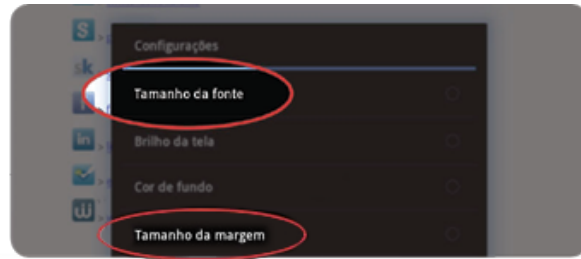 Configurações
Tamanho da fonte
Brilho da tela
Cor de fundo
Tamanho da margem